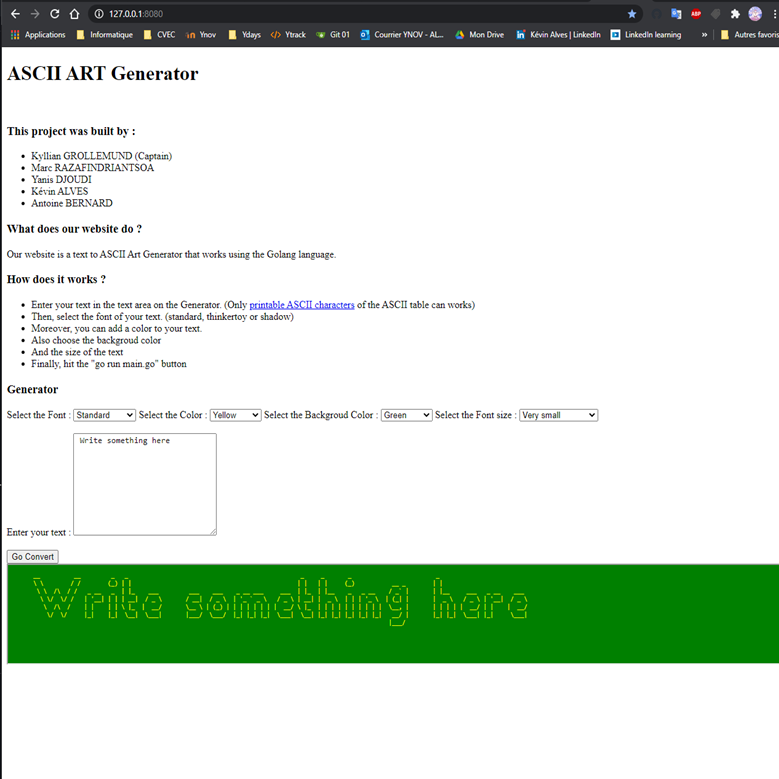 127.0.0.1:8080
Applications Informatique CVEC Ynov Ydays Ytrack Git 01 Courrier YNOV - AL... Mon Drive Kévin Alves | LinkedIn LinkedIn learning » Autres favoris
ASCII ART Generator
This project was built by :
Kyllian GROLLEMUND (Captain)
Marc RAZAFINDRIANTSOA
Yanis DJOUDI
Kévin ALVES
Antoine BERNARD
What does our website do ?
Our website is a text to ASCII Art Generator that works using the Golang language.
How does it works ?
Enter your text in the text area on the Generator. (Only printable ASCII characters of the ASCII table can works)
Then, select the font of your text. (standard, thinkertoy or shadow)
Moreover, you can add a color to your text.
Also choose the backgroud color
And the size of the text
Finally, hit the "go run main.go" button
Generator
Select the Font : Standard Select the Color : Yellow Select the Backgroud Color : Green Select the Font size : Very small
Write something here
Enter your text :
Go Convert
Write something here